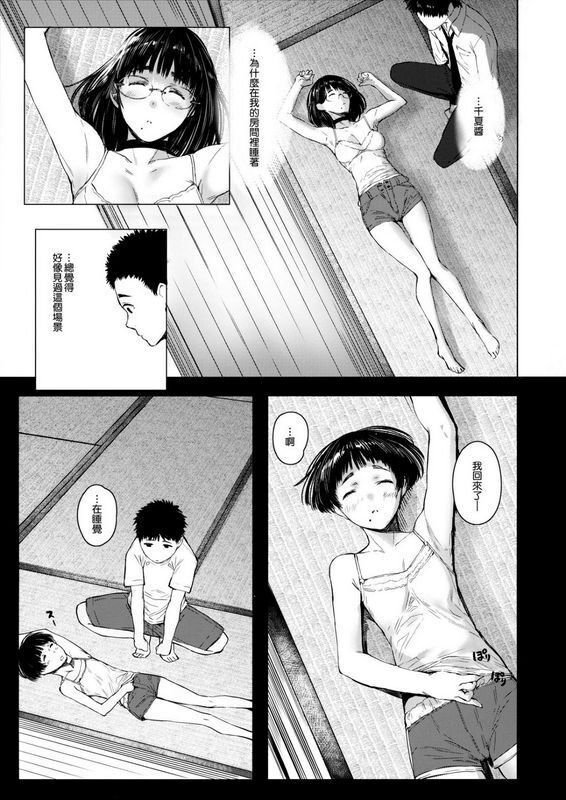 …千夏醬
…為什麼在我的房間裡睡著
…總覺得
好像見過這個場景
我回來了ー
…啊
ぽり
ぽり
…在睡覺
スー